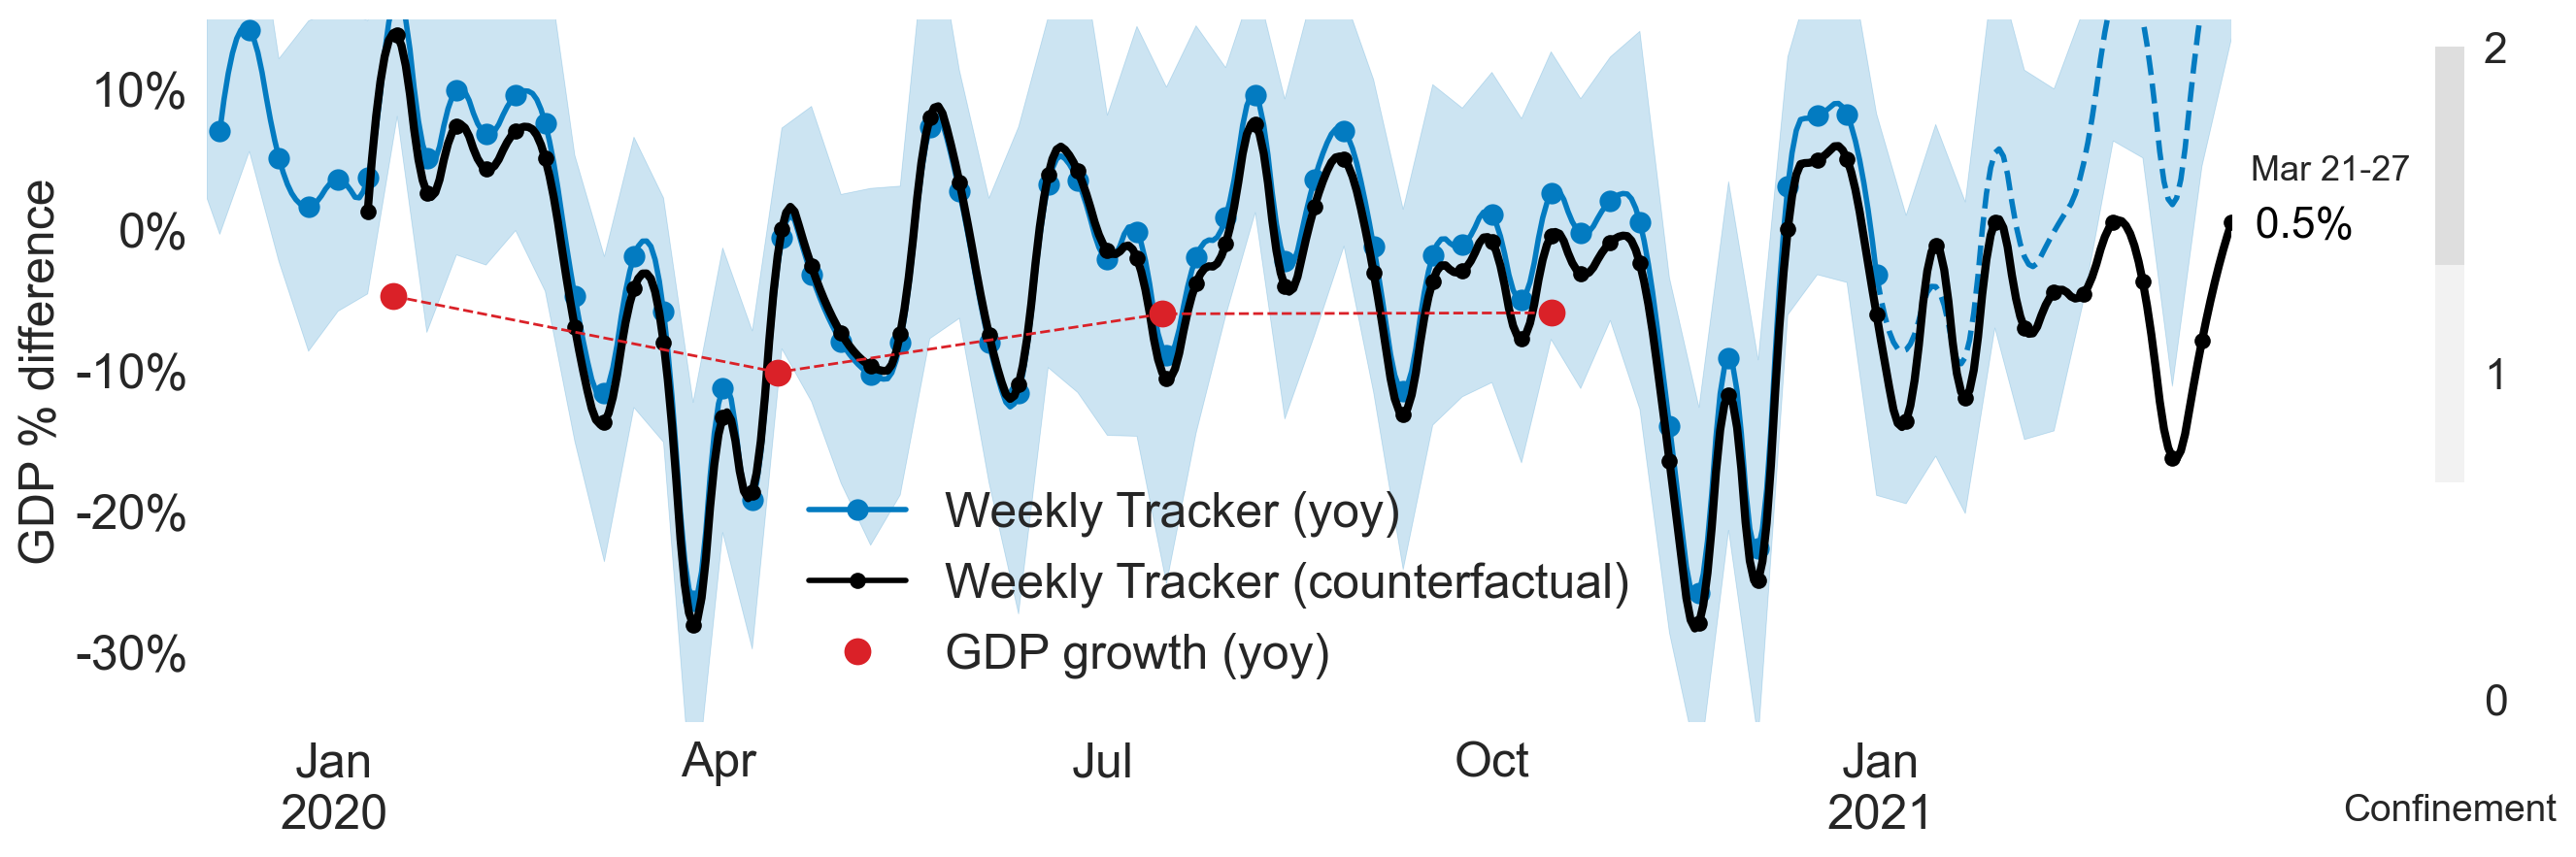 GDP % difference
10%
0%
-10%
-20%
-30%
Weekly Tracker (yoy)
Weekly Tracker (counterfactual)
GDP growth (yoy)
Jan
2020
Apr
Jul
Oct
Jan
2021
Mar 21-27
0.5%
2
1
0
Confinement